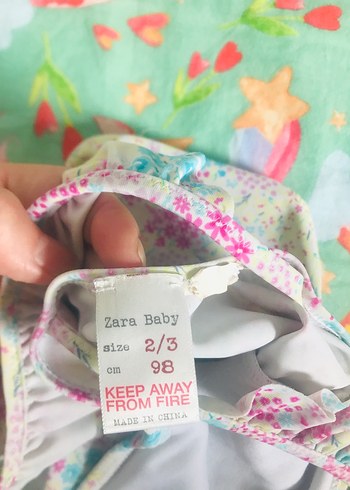 Zara Baby
size 2/3
cm 98
KEEP AWAY
FROM FIRE
MADE IN CHINA